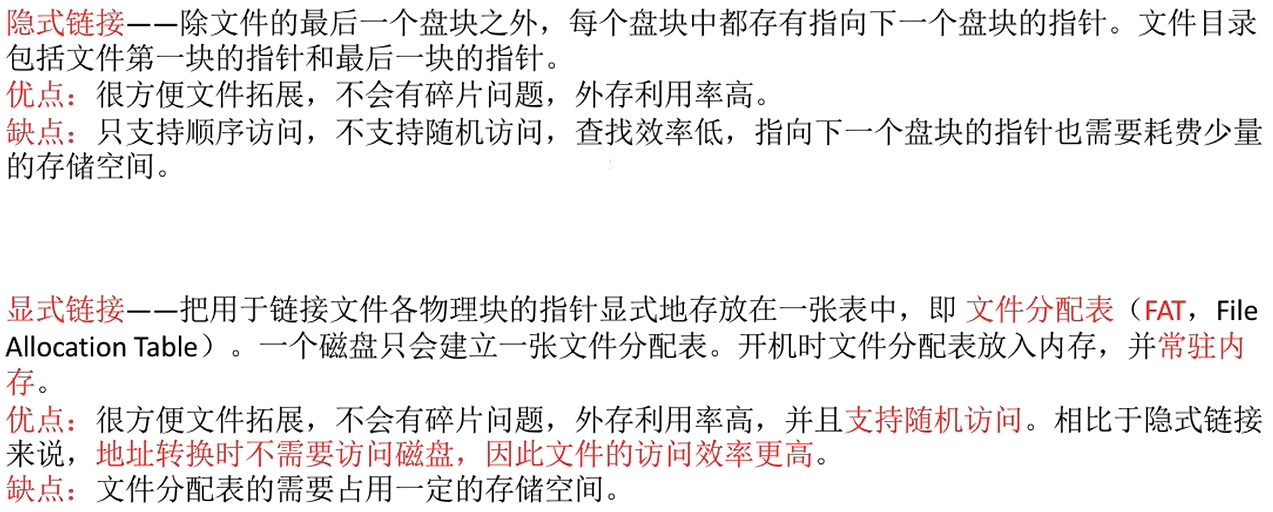 隐式链接——除文件的最后一个盘块之外，每个盘块中都存有指向下一个盘块的指针。文件目录
包括文件第一块的指针和最后一块的指针。
优点：很方便文件拓展，不会有碎片问题，外存利用率高。
缺点：只支持顺序访问，不支持随机访问，查找效率低，指向下一个盘块的指针也需要耗费少量
的存储空间。
显式链接——把用于链接文件各物理块的指针显式地存放在一张表中，即 文件分配表（FAT，File
Allocation Table）。一个磁盘只会建立一张文件分配表。开机时文件分配表放入内存，并常驻内
存。
优点：很方便文件拓展，不会有碎片问题，外存利用率高，并且支持随机访问。相比于隐式链接
来说，地址转换时不需要访问磁盘，因此文件的访问效率更高。
缺点：文件分配表的需要占用一定的存储空间。